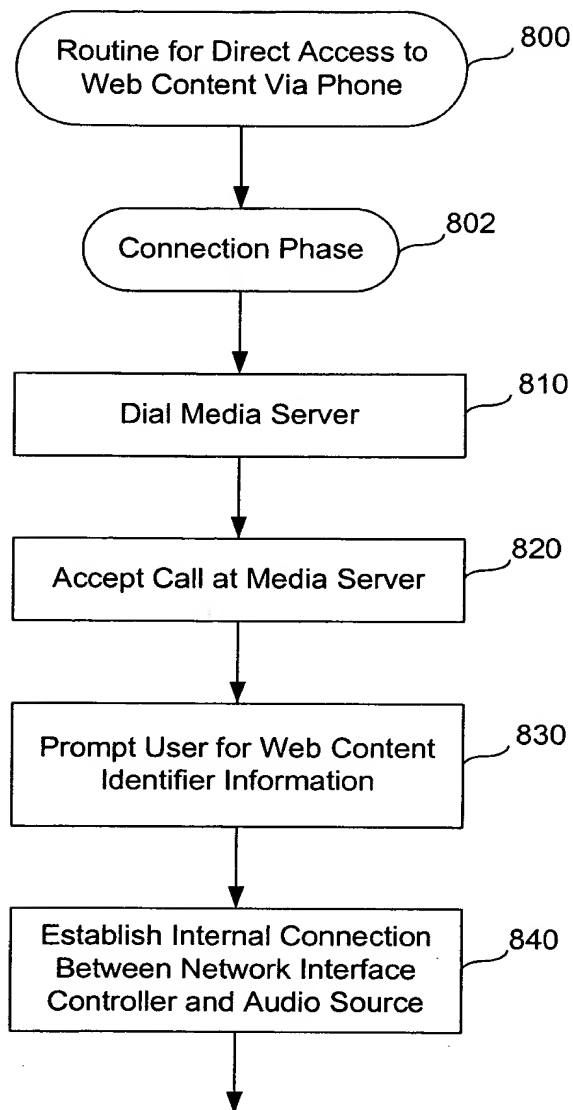 Routine for Direct Access to
Web Content Via Phone
800
Connection Phase
802
Dial Media Server
810
Accept Call at Media Server
820
Prompt User for Web Content
Identifier Information
830
Establish Internal Connection
Between Network Interface
Controller and Audio Source
840